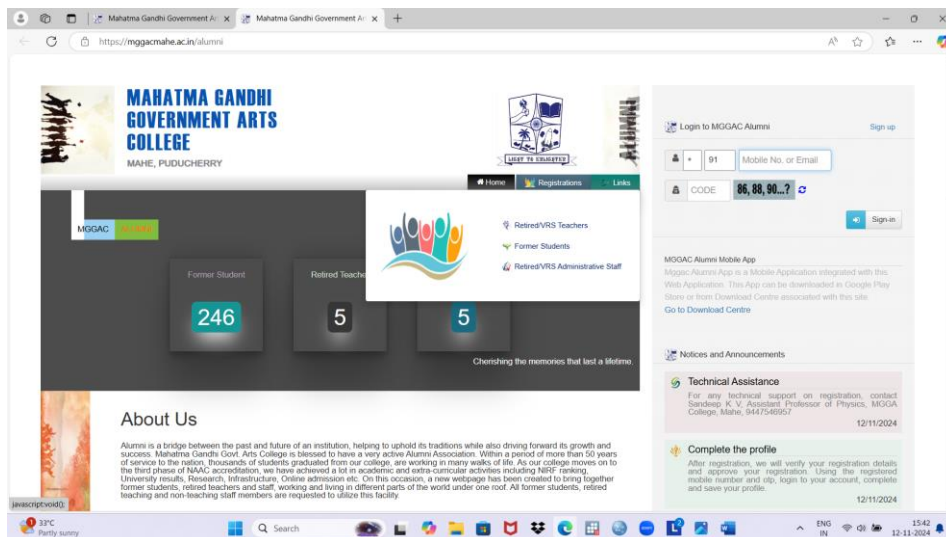 Mahatma Gandhi Government Ar
Mahatma Gandhi Government Ar
https://mggacmahe.ac.in/alumni
MAHATMA GANDHI
GOVERNMENT ARTS
COLLEGE
MAHE, PUDUCHERRY
LIGHT TO ENLIGHTEN
ALUMNI
Home
Registrations
Links
MGGAC
ALUMNI
Retired/VRS Teachers
Former Students
Retired/VRS Administrative Staff
Former Student
Retired Teache
246
5
5
Cherishing the memories that last a lifetime.
About Us
Alumni is a bridge between the past and future of an institution, helping to uphold its traditions while also driving forward its growth and
success. Mahatma Gandhi Govt. Arts College is blessed to have a very active Alumni Association. Within a period of more than 50 years
of service to the nation, thousands of students graduated from our college, are working in many walks of life. As our college moves on to
the third phase of NAAC accreditation, we have achieved a lot in academic and extra-curricular activities including NIRF ranking,
University results, Research, Infrastructure, Online admission etc. On this occasion, a new webpage has been created to bring together
former students, retired teachers and staff, working and living in different parts of the world under one roof. All former students, retired
teaching and non-teaching staff members are requested to utilize this facility.
Login to MGGAC Alumni
Sign up
+ 91 Mobile No. or Email
CODE 86, 88, 90...?
Sign-in
MGGAC Alumni Mobile App
Mggac Alumni App is a Mobile Application integrated with this
Web Application. This App can be downloaded in Google Play
Store or from Download Centre associated with this site
Go to Download Centre
Notices and Announcements
Technical Assistance
For any technical support on registration, contact
Sandeep K V, Assistant Professor of Physics, MGGA
College, Mahe, 9447546957
12/11/2024
Complete the profile
After registration, we will verify your registration details
and approve your registration. Using the registered
mobile number and otp, login to your account, complete
and save your profile.
12/11/2024
javascript:void();
33°C
Partly sunny
Search
ENG
IN
15:42
12-11-2024